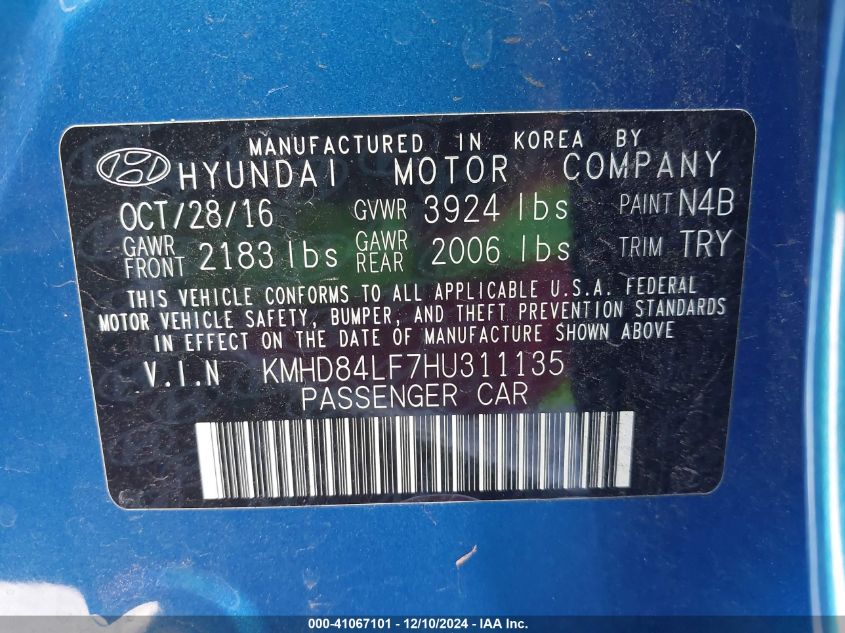 MANUFACTURED IN KOREA BY
HYUNDAI MOTOR COMPANY
OCT/28/16 GVWR 3924 lbs PAINT N4B
GAWR FRONT 2183 lbs GAWR REAR 2006 lbs TRIM TRY
THIS VEHICLE CONFORMS TO ALL APPLICABLE U.S.A. FEDERAL
MOTOR VEHICLE SAFETY, BUMPER, AND THEFT PREVENTION STANDARDS
IN EFFECT ON THE DATE OF MANUFACTURE SHOWN ABOVE
V.I.N KMHD84LF7HU311135
PASSENGER CAR
000-41067101 - 12/10/2024 - IAA Inc.